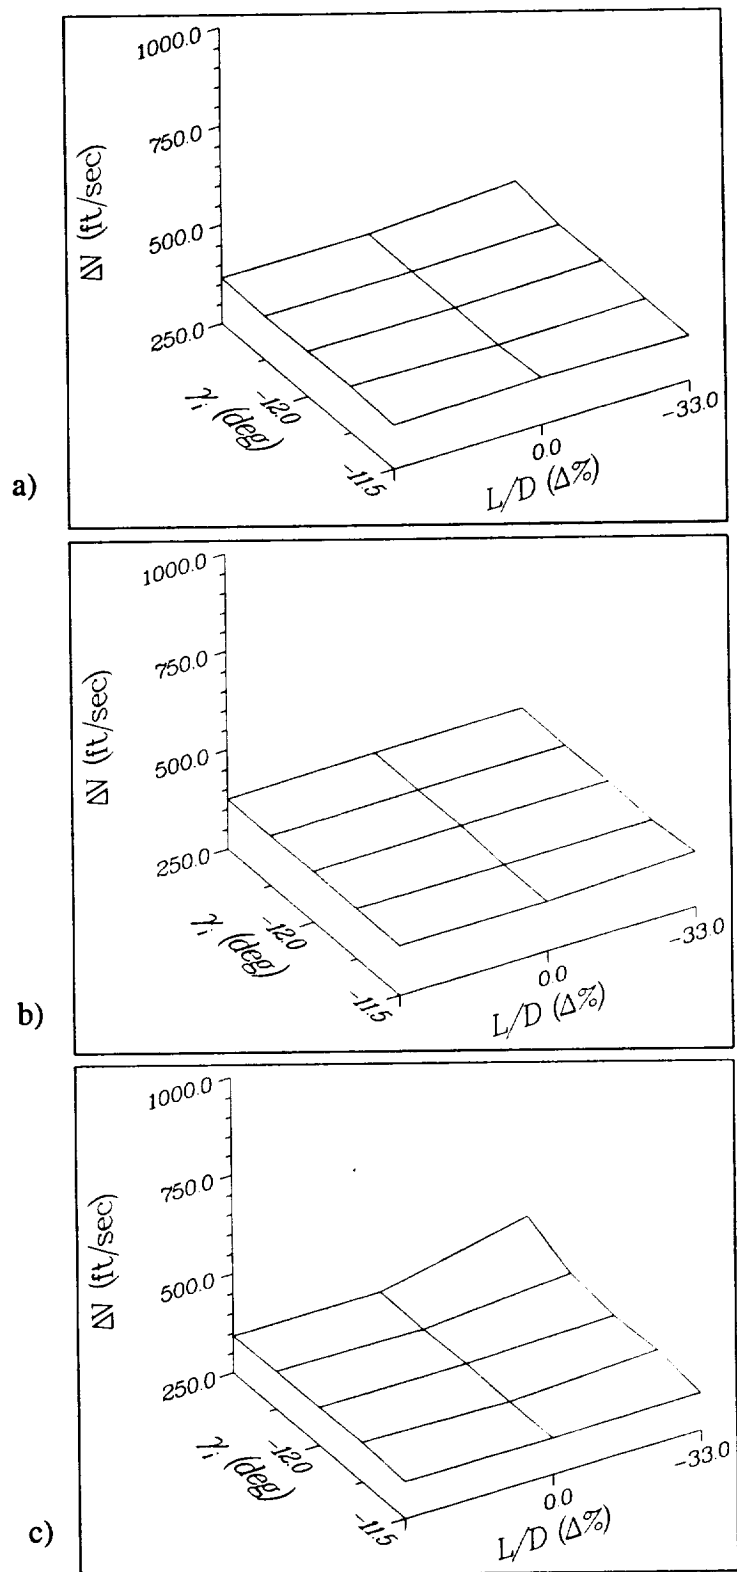 1000.0
750.0
500.0
250.0
ΔV (ft/sec)
γi (deg)
-12.0
-11.5
L/D (Δ%)
0.0
-33.0
a)
1000.0
750.0
500.0
250.0
ΔV (ft/sec)
γi (deg)
-12.0
-11.5
L/D (Δ%)
0.0
-33.0
b)
1000.0
750.0
500.0
250.0
ΔV (ft/sec)
γi (deg)
-12.0
-11.5
L/D (Δ%)
0.0
-33.0
c)